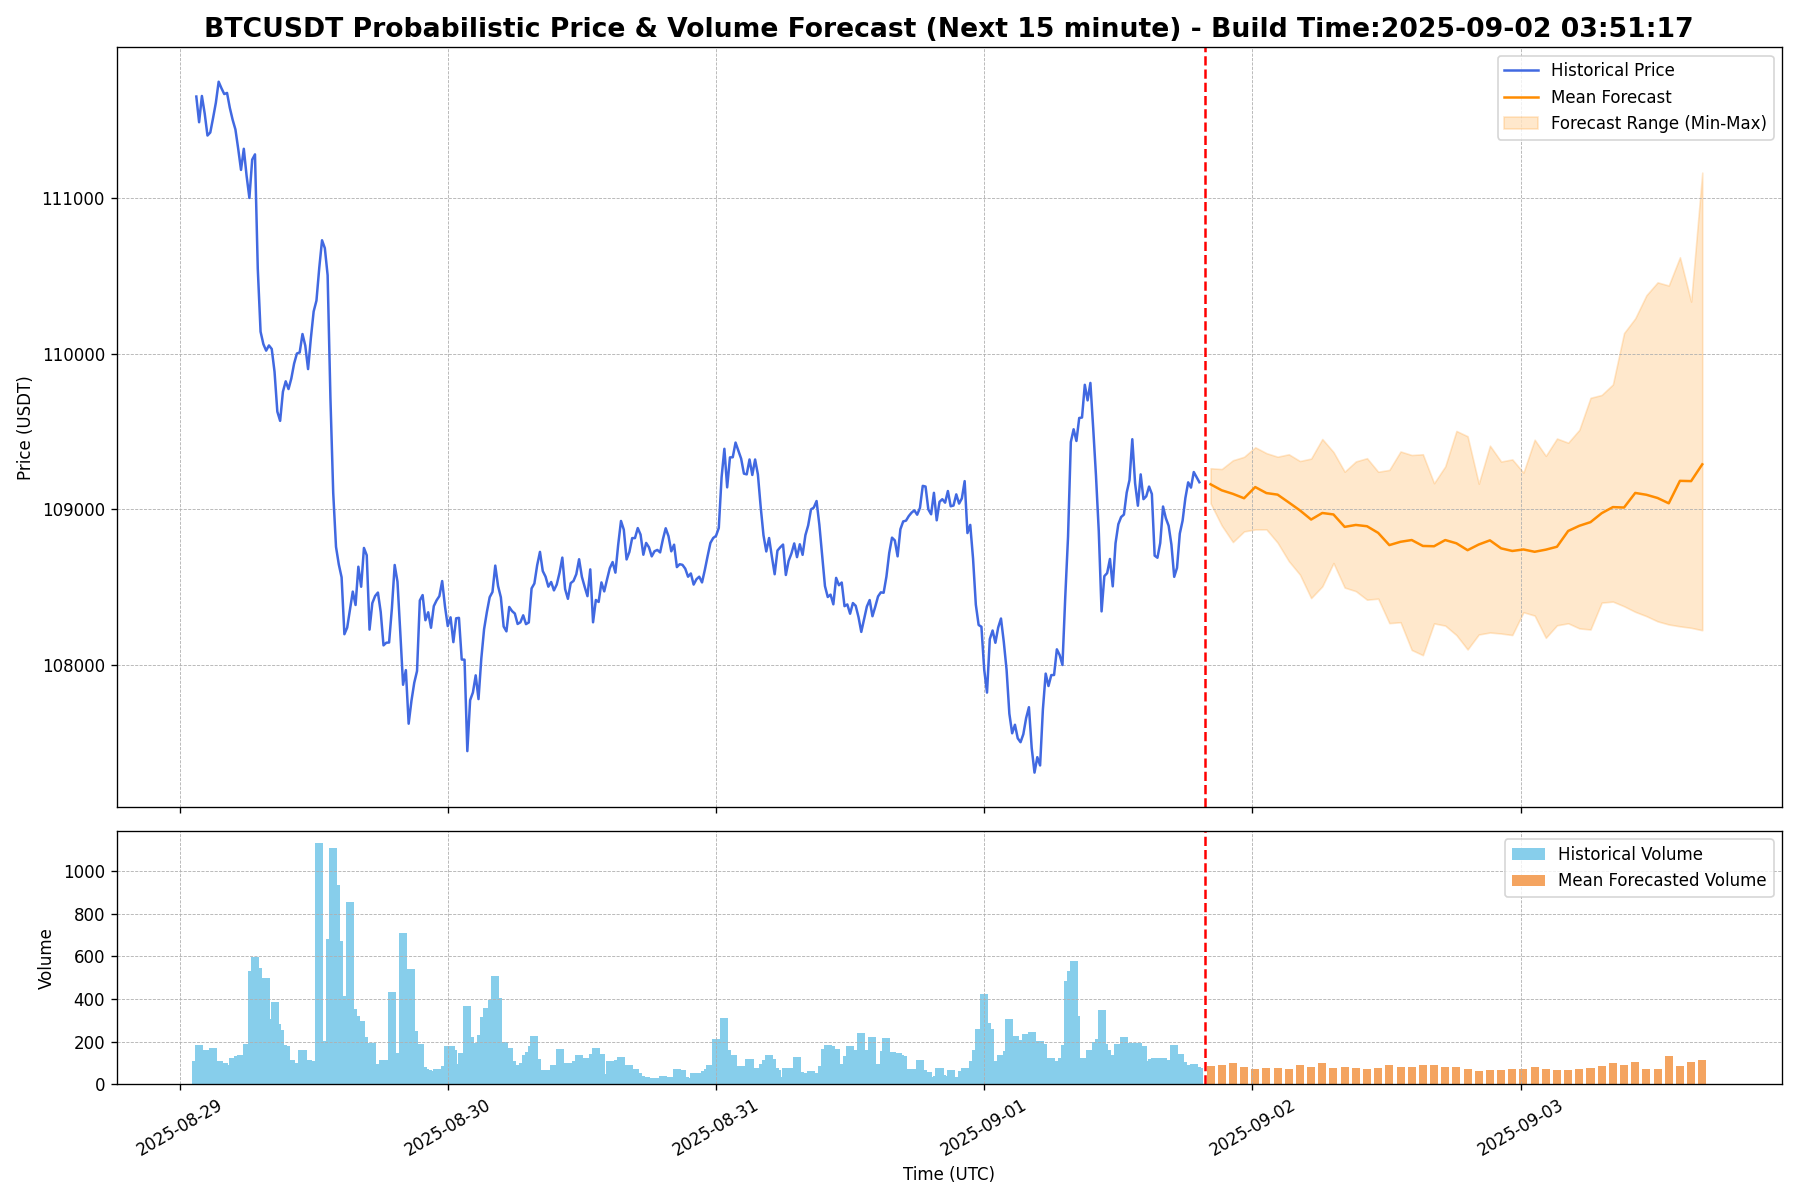 BTCUSDT Probabilistic Price & Volume Forecast (Next 15 minute) - Build Time:2025-09-02 03:51:17
Historical Price
Mean Forecast
Forecast Range (Min-Max)
111000
110000
109000
108000
Price (USDT)
Historical Volume
Mean Forecasted Volume
1000
800
600
400
200
0
Volume
2025-08-29
2025-08-30
2025-08-31
2025-09-01
2025-09-02
2025-09-03
Time (UTC)